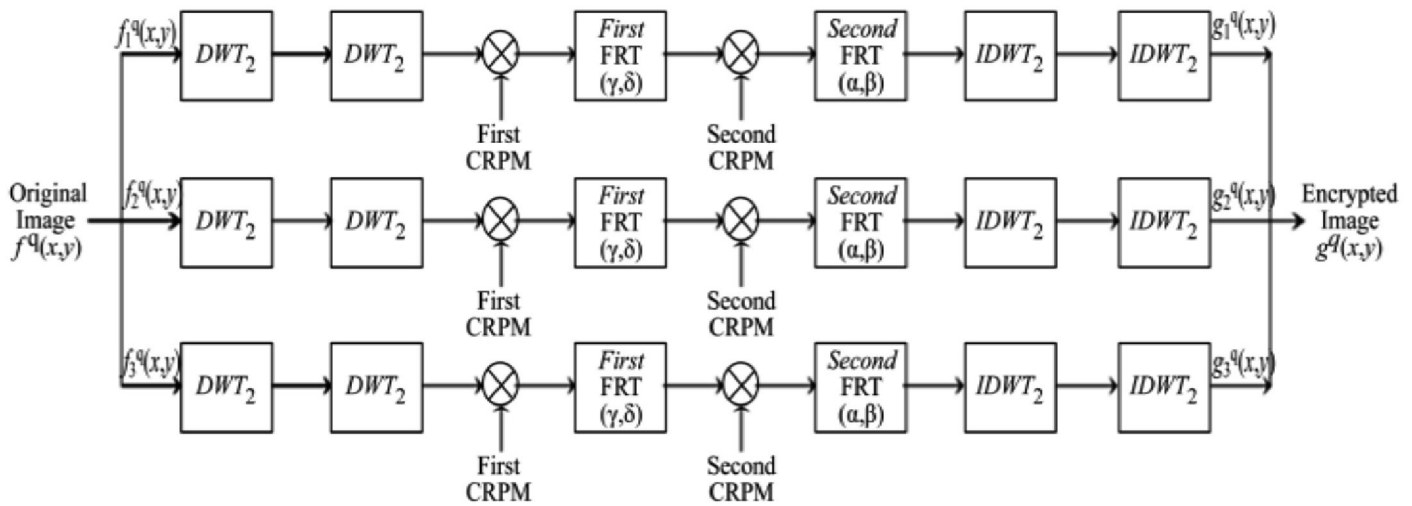 f₁q(x,y)
DWT₂
DWT₂
First
FRT
(γ,δ)
Second
FRT
(α,β)
IDWT₂
IDWT₂
g₁q(x,y)
First
CRPM
Second
CRPM
Original
Image
fq(x,y)
f₂q(x,y)
DWT₂
DWT₂
First
FRT
(γ,δ)
Second
FRT
(α,β)
IDWT₂
IDWT₂
g₂q(x,y)
Encrypted
Image
gq(x,y)
First
CRPM
Second
CRPM
f₃q(x,y)
DWT₂
DWT₂
First
FRT
(γ,δ)
Second
FRT
(α,β)
IDWT₂
IDWT₂
g₃q(x,y)
First
CRPM
Second
CRPM